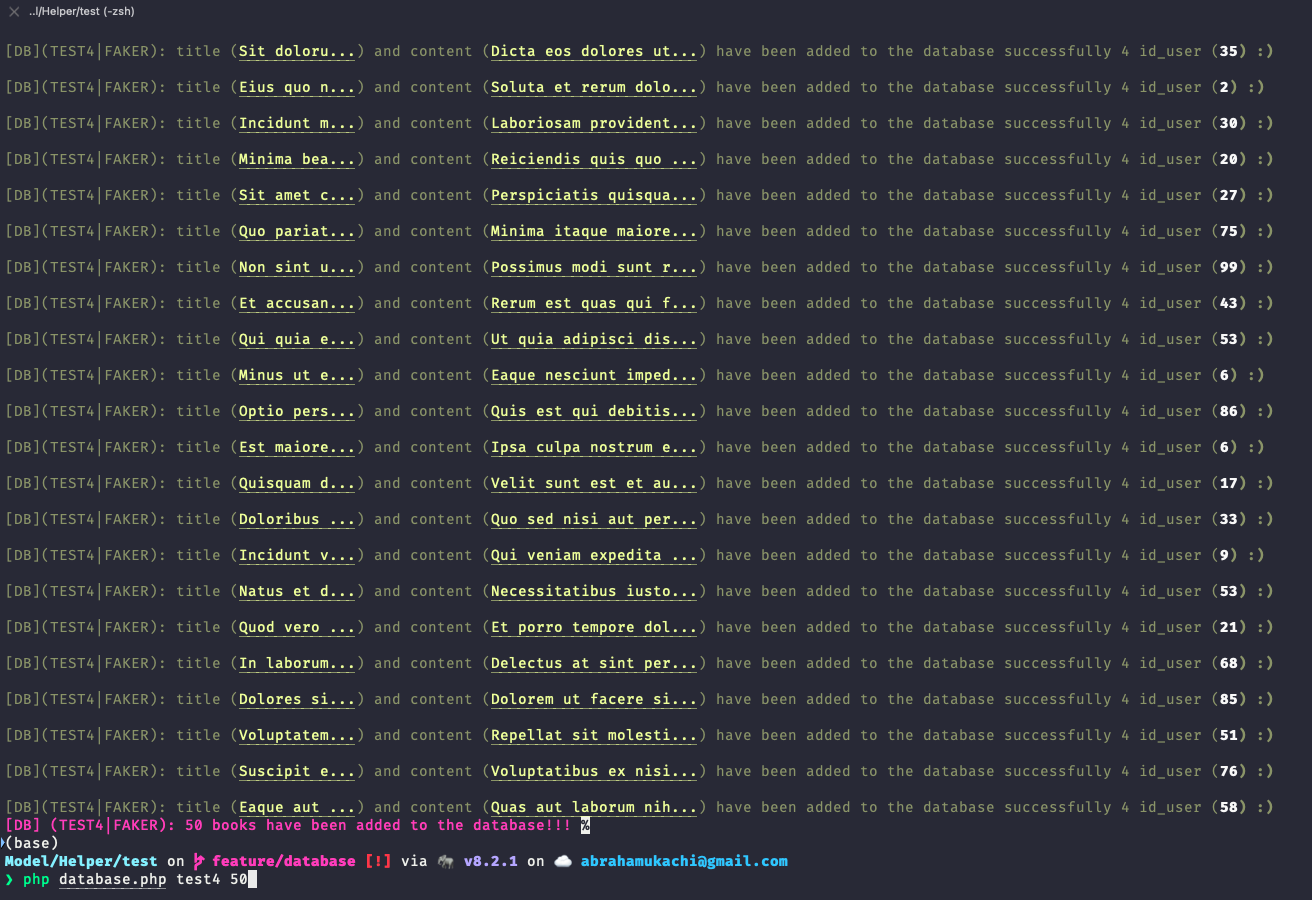 ..l/Helper/test (-zsh)
[DB](TEST4|FAKER): title (Sit doloru...) and content (Dicta eos dolores ut...) have been added to the database successfully 4 id_user (35) :)
[DB](TEST4|FAKER): title (Eius quo n...) and content (Soluta et rerum dolo...) have been added to the database successfully 4 id_user (2) :)
[DB](TEST4|FAKER): title (Incidunt m...) and content (Laboriosam provident...) have been added to the database successfully 4 id_user (30) :)
[DB](TEST4|FAKER): title (Minima bea...) and content (Reiciendis quis quo ...) have been added to the database successfully 4 id_user (20) :)
[DB](TEST4|FAKER): title (Sit amet c...) and content (Perspiciatis quisqua...) have been added to the database successfully 4 id_user (27) :)
[DB](TEST4|FAKER): title (Quo pariat...) and content (Minima itaque maiore...) have been added to the database successfully 4 id_user (75) :)
[DB](TEST4|FAKER): title (Non sint u...) and content (Possimus modi sunt r...) have been added to the database successfully 4 id_user (99) :)
[DB](TEST4|FAKER): title (Et accusan...) and content (Rerum est quas qui f...) have been added to the database successfully 4 id_user (43) :)
[DB](TEST4|FAKER): title (Qui quia e...) and content (Ut quia adipisci dis...) have been added to the database successfully 4 id_user (53) :)
[DB](TEST4|FAKER): title (Minus ut e...) and content (Eaque nesciunt imped...) have been added to the database successfully 4 id_user (6) :)
[DB](TEST4|FAKER): title (Optio pers...) and content (Quis est qui debitis...) have been added to the database successfully 4 id_user (86) :)
[DB](TEST4|FAKER): title (Est maiore...) and content (Ipsa culpa nostrum e...) have been added to the database successfully 4 id_user (6) :)
[DB](TEST4|FAKER): title (Quisquam d...) and content (Velit sunt est et au...) have been added to the database successfully 4 id_user (17) :)
[DB](TEST4|FAKER): title (Doloribus ...) and content (Quo sed nisi aut per...) have been added to the database successfully 4 id_user (33) :)
[DB](TEST4|FAKER): title (Incidunt v...) and content (Qui veniam expedita ...) have been added to the database successfully 4 id_user (9) :)
[DB](TEST4|FAKER): title (Natus et d...) and content (Necessitatibus iusto...) have been added to the database successfully 4 id_user (53) :)
[DB](TEST4|FAKER): title (Quod vero ...) and content (Et porro tempore dol...) have been added to the database successfully 4 id_user (21) :)
[DB](TEST4|FAKER): title (In laborum...) and content (Delectus at sint per...) have been added to the database successfully 4 id_user (68) :)
[DB](TEST4|FAKER): title (Dolores si...) and content (Dolorem ut facere si...) have been added to the database successfully 4 id_user (85) :)
[DB](TEST4|FAKER): title (Voluptatem...) and content (Repellat sit molesti...) have been added to the database successfully 4 id_user (51) :)
[DB](TEST4|FAKER): title (Suscipit e...) and content (Voluptatibus ex nisi...) have been added to the database successfully 4 id_user (76) :)
[DB](TEST4|FAKER): title (Eaque aut ...) and content (Quas aut laborum nih...) have been added to the database successfully 4 id_user (58) :)
[DB] (TEST4|FAKER): 50 books have been added to the database!!! %
(base)
Model/Helper/test on feature/database [!] via 🐘 v8.2.1 on ☁️ abrahamukachi@gmail.com
❯ php database.php test4 50